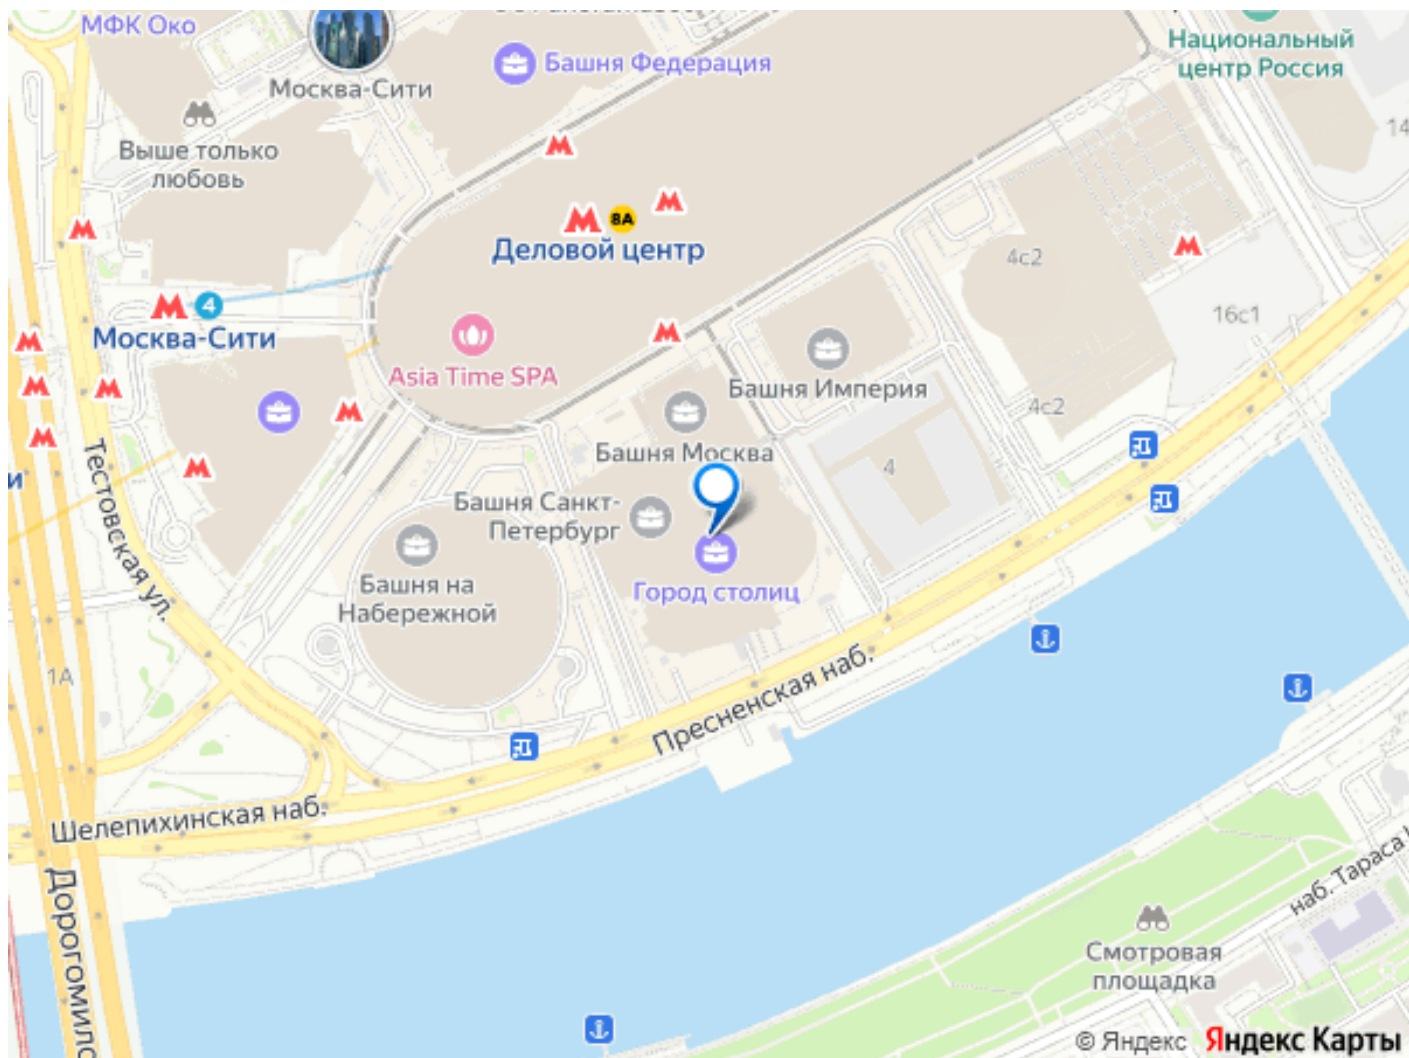 МФК Око
Москва-Сити
Башня Федерация
Национальный
центр Россия
14
Выше только
любовь
8А
Деловой центр
4с2
16с1
4
Москва-Сити
Asia Time SPA
Башня Империя
4с2
Башня Москва
4
и
Тестовская ул.
Башня Санкт-
Петербург
Башня на
Набережной
Город столиц
1А
Пресненская наб.
Шелепихинская наб.
Дорогомило
наб. Тараса
Смотровая
площадка
© Яндекс Яндекс Карты